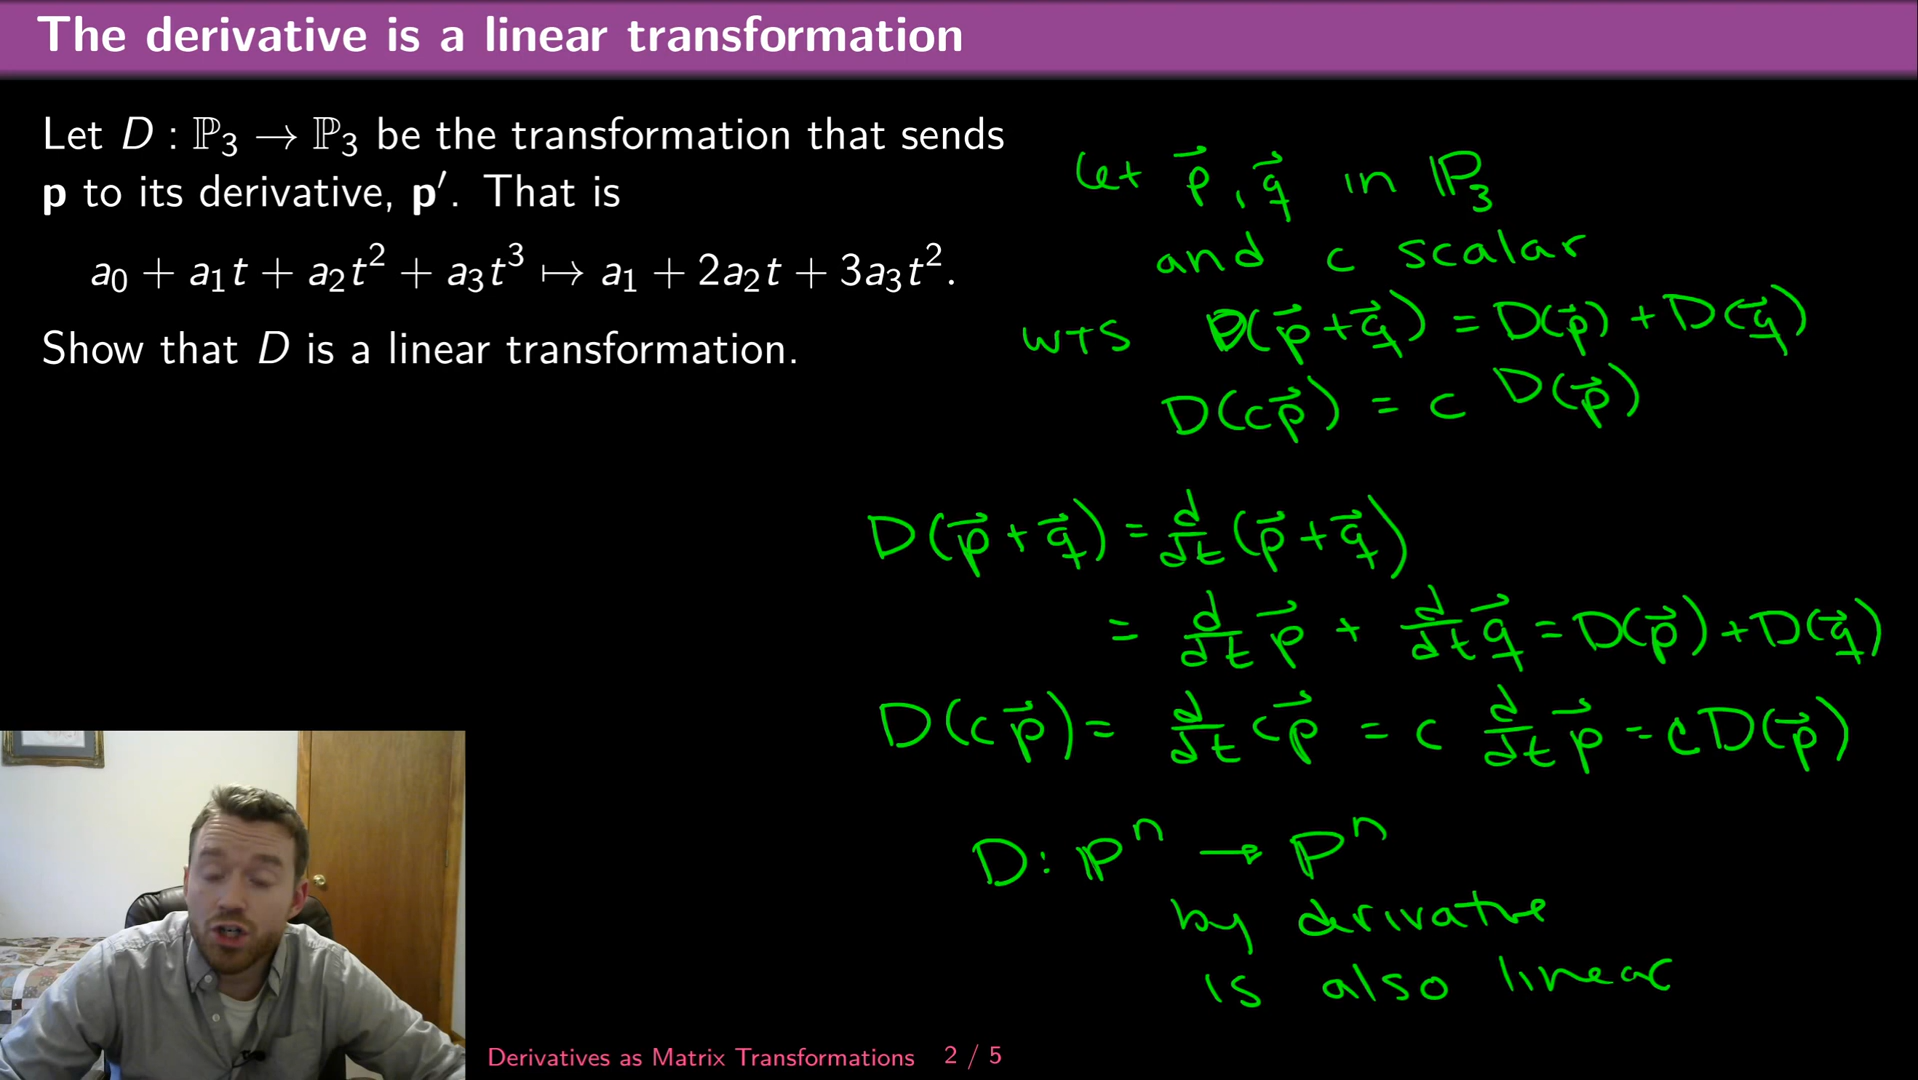 The derivative is a linear transformation
Let D : ℙ₃ → ℙ₃ be the transformation that sends
p to its derivative, p′. That is
a₀ + a₁t + a₂t² + a₃t³ ↦ a₁ + 2a₂t + 3a₃t².
Show that D is a linear transformation.
Let p⃗, q⃗ in ℙ₃
and c scalar
WTS D(p⃗ + q⃗) = D(p⃗) + D(q⃗)
D(cp⃗) = c D(p⃗)
D(p⃗ + q⃗) = d/dt (p⃗ + q⃗)
= d/dt p⃗ + d/dt q⃗ = D(p⃗) + D(q⃗)
D(cp⃗) = d/dt cp⃗ = c d/dt p⃗ = cD(p⃗)
D: ℙⁿ → ℙⁿ
by derivative
is also linear
Derivatives as Matrix Transformations 2 / 5